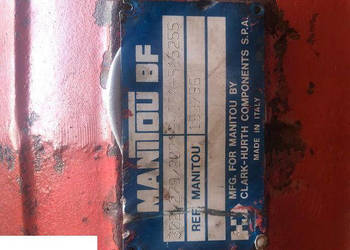 MANITOU BF
REF. MANITOU
MFG. FOR MANITOU BY
CLARK-HURTH COMPONENTS S.P.A.
MADE IN ITALY